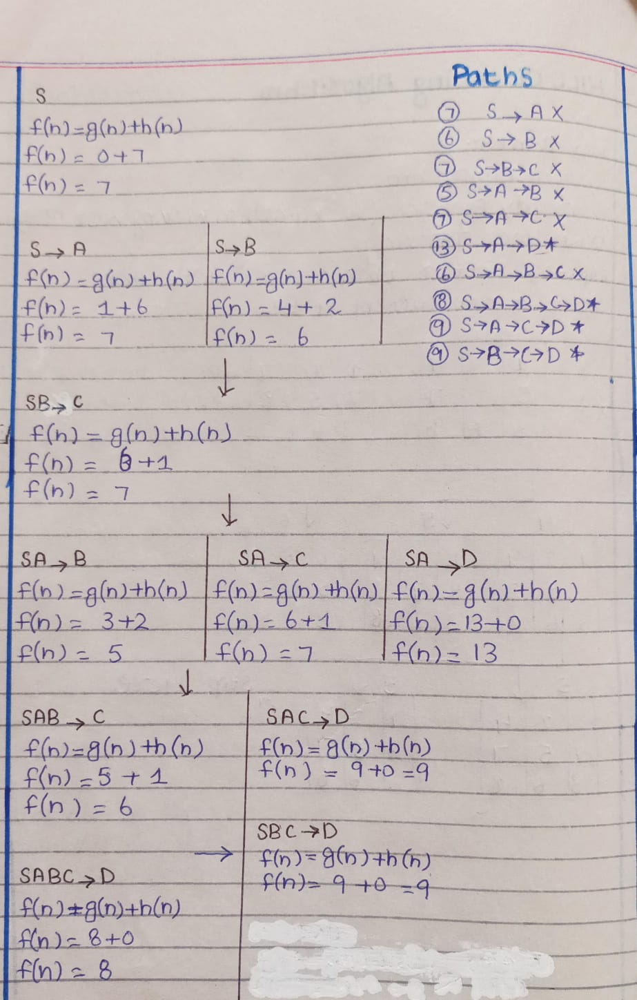 Paths
⑦ S → A X
⑥ S → B X
⑦ S→B→C X
⑤ S→A→B X
⑦ S→A→C X
⑬ S→A→D*
⑥ S→A→B→C X
⑧ S→A→B→C→D*
⑨ S→A→C→D *
⑨ S→B→C→D *
S
f(n)=g(n)+h(n)
f(n) = 0+7
f(n) = 7
S → A
f(n) = g(n) +h(n)
f(n) = 1+6
f(n) = 7
S→B
f(n)=g(n)+h(n)
f(n) = 4+ 2
f(n) = 6
↓
SB→ C
f(n) = g(n)+h(n)
f(n) = 6+1
f(n) = 7
↓
SA → B
f(n)=g(n)+h(n)
f(n) = 3+2
f(n) = 5
SA → C
f(n)=g(n)+h(n)
f(n)= 6+1
f(n) = 7
SA → D
f(n)=g(n)+h(n)
f(n)=13+0
f(n)= 13
↓
SAB → C
f(n)=g(n)+h(n)
f(n) = 5 + 1
f(n) = 6
SAC→D
f(n)=g(n)+h(n)
f(n) = 9+0 =9
SBC→D
→ f(n)=g(n)+h(n)
f(n)= 9 +0 =9
SABC→D
f(n)=g(n)+h(n)
f(n) = 8+0
f(n) = 8